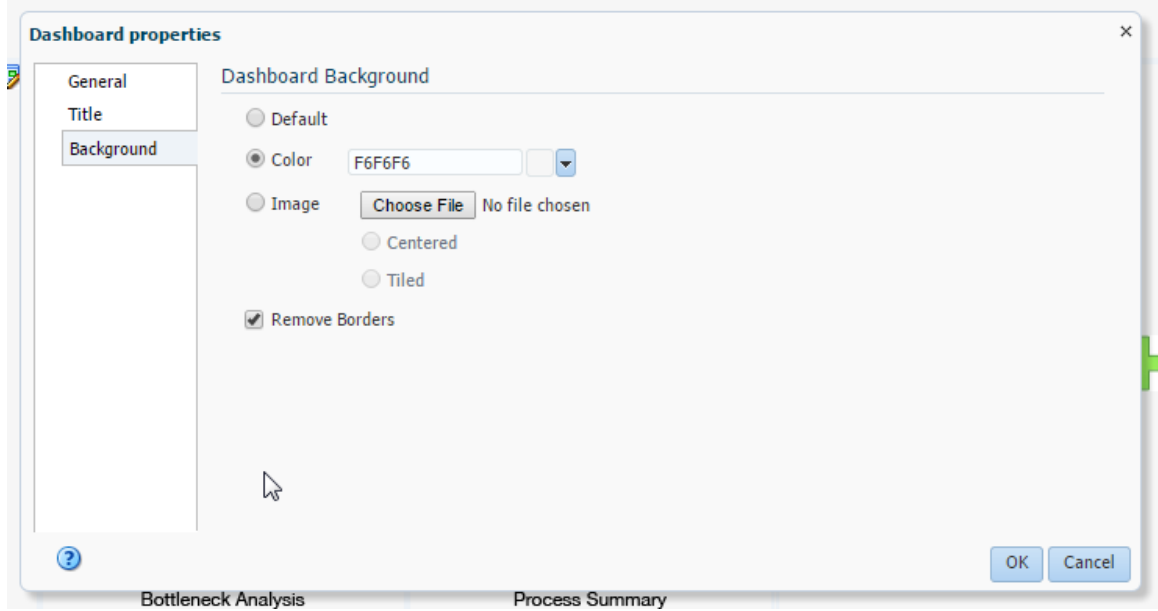 Dashboard properties
General
Title
Background
Dashboard Background
Default
Color F6F6F6
Image Choose File No file chosen
Centered
Tiled
Remove Borders
OK Cancel
Bottleneck Analysis Process Summary